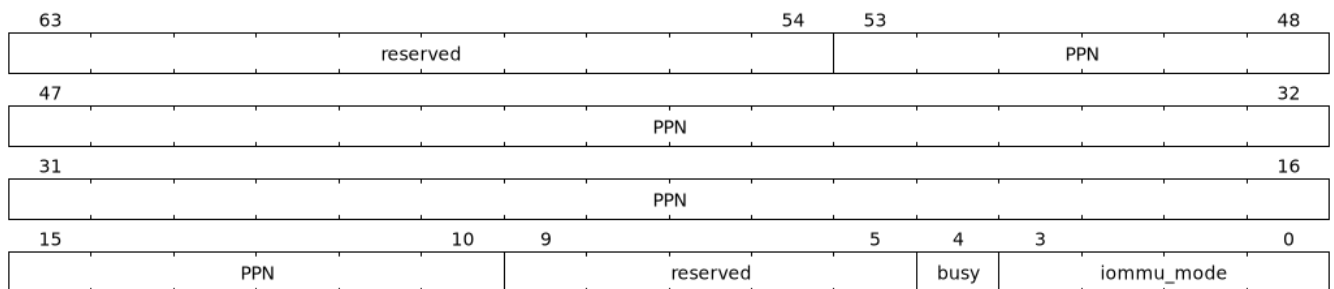 63 54 53 48
reserved PPN
47 32
PPN
31 16
PPN
15 10 9 5 4 3 0
PPN reserved busy iommu_mode